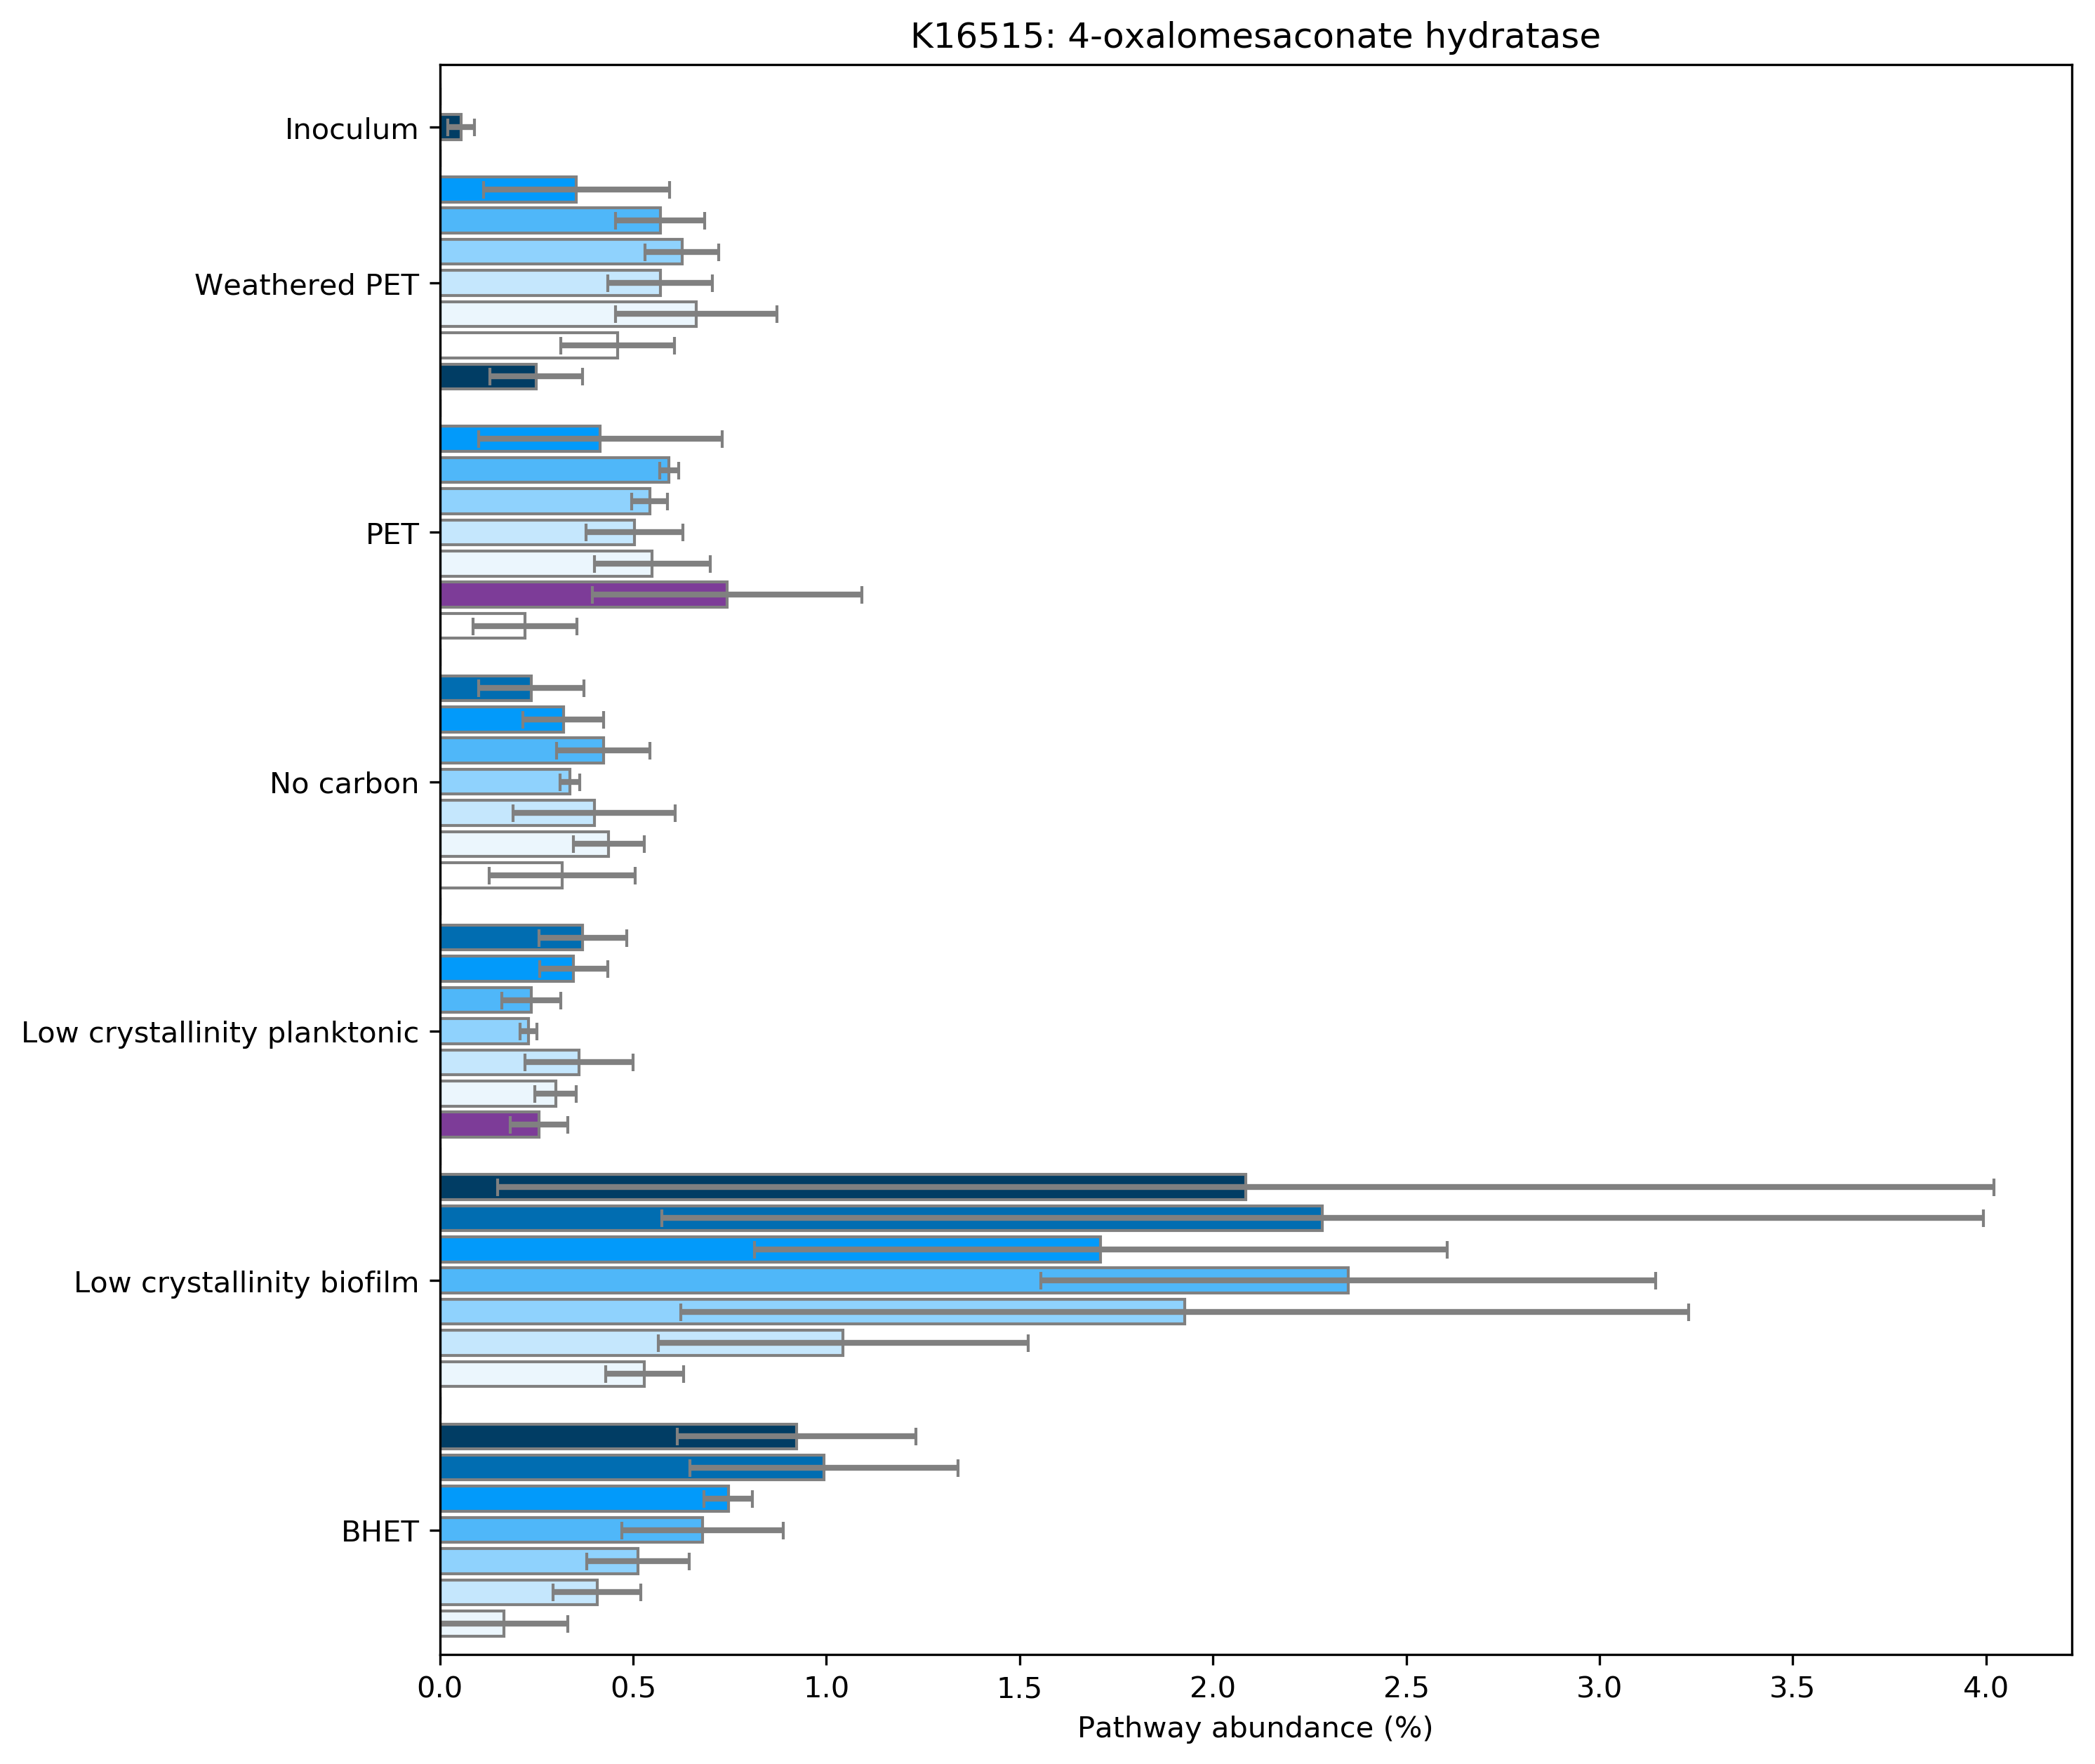 K16515: 4-oxalomesaconate hydratase
Inoculum
Weathered PET
PET
No carbon
Low crystallinity planktonic
Low crystallinity biofilm
BHET
0.0 0.5 1.0 1.5 2.0 2.5 3.0 3.5 4.0
Pathway abundance (%)